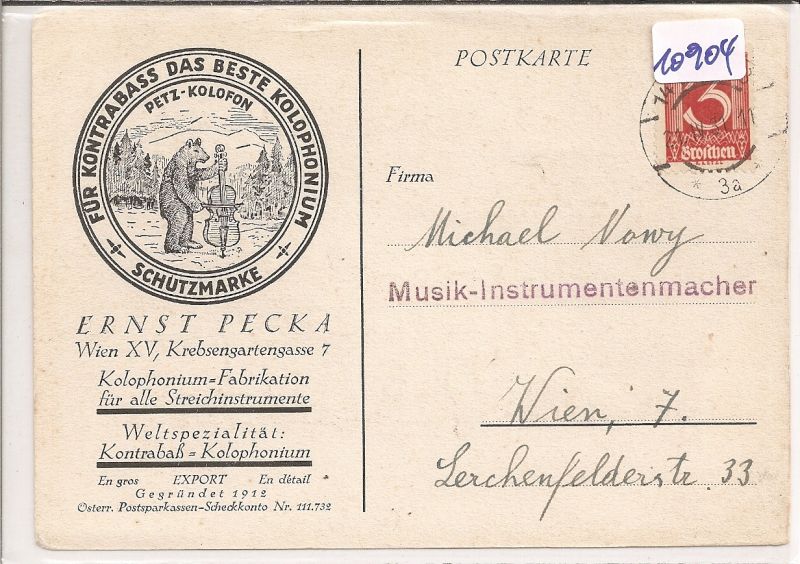 FÜR KONTRABASS DAS BESTE KOLOPHONIUM
PETZ-KOLOFON
SCHUTZMARKE
ERNST PECKA
Wien XV, Krebsengartengasse 7
Kolophonium=Fabrikation
für alle Streichinstrumente
Weltspezialität:
Kontrabaß=Kolophonium
En gros EXPORT En détail
Gegründet 1912
Österr. Postsparkassen-Scheckkonto Nr. 111.732
POSTKARTE
10904
3
Groschen
* 3a *
Firma
Michael Nowy
Musik-Instrumentenmacher
Wien, 7.
Lerchenfelderstr. 33